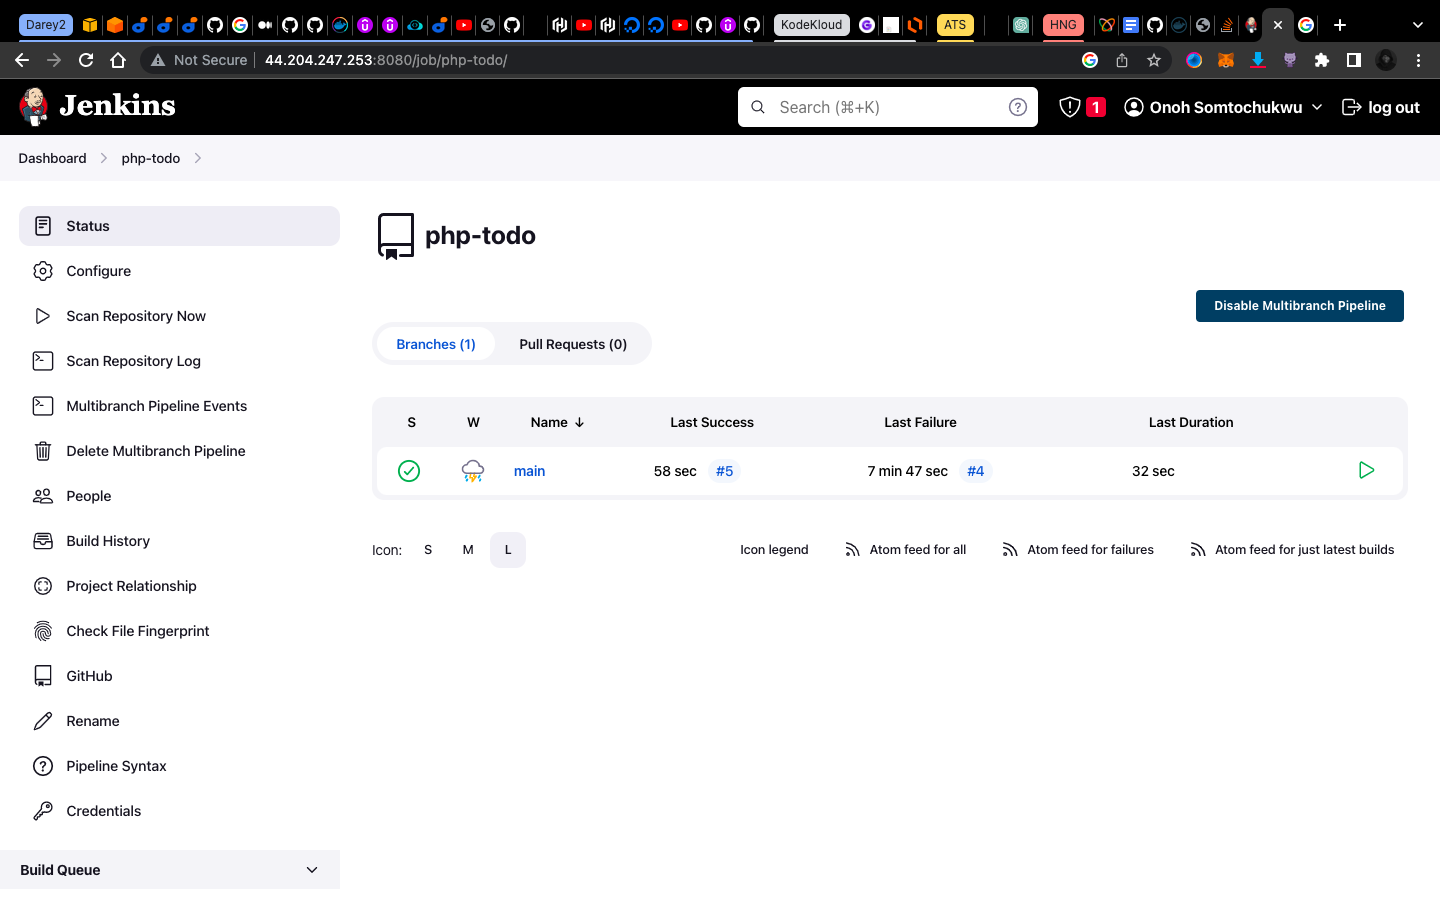 Darey2
KodeKloud
ATS
HNG
Not Secure
44.204.247.253:8080/job/php-todo/
Jenkins
Search (⌘+K)
1
Onoh Somtochukwu
log out
Dashboard
php-todo
Status
Configure
Scan Repository Now
Scan Repository Log
Multibranch Pipeline Events
Delete Multibranch Pipeline
People
Build History
Project Relationship
Check File Fingerprint
GitHub
Rename
Pipeline Syntax
Credentials
Build Queue
php-todo
Disable Multibranch Pipeline
Branches (1)
Pull Requests (0)
S W Name ↓ Last Success Last Failure Last Duration
main 58 sec #5 7 min 47 sec #4 32 sec
Icon: S M L
Icon legend
Atom feed for all
Atom feed for failures
Atom feed for just latest builds